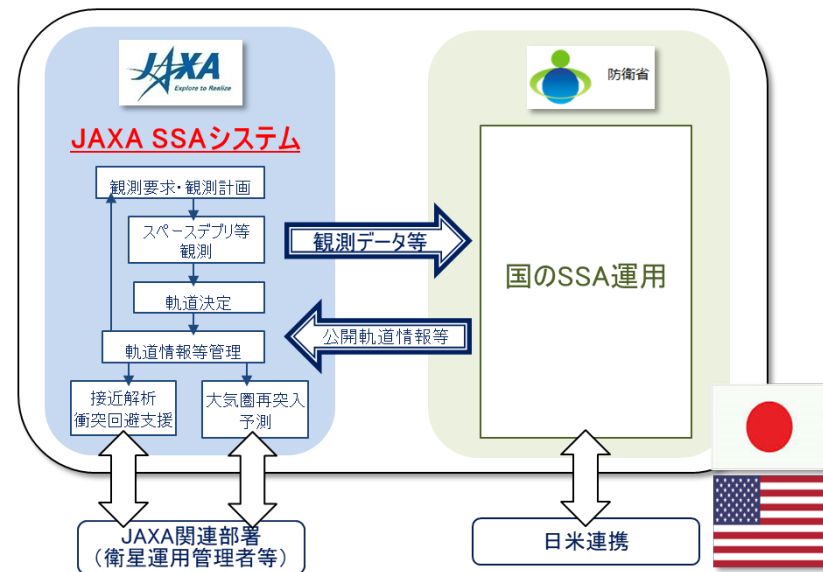 JAXA
Explore to Realize
防衛省
JAXA SSAシステム
観測要求・観測計画
スペースデブリ等
観測
軌道決定
軌道情報等管理
接近解析
衝突回避支援
大気圏再突入
予測
観測データ等
公開軌道情報等
国のSSA運用
JAXA関連部署
（衛星運用管理者等）
日米連携